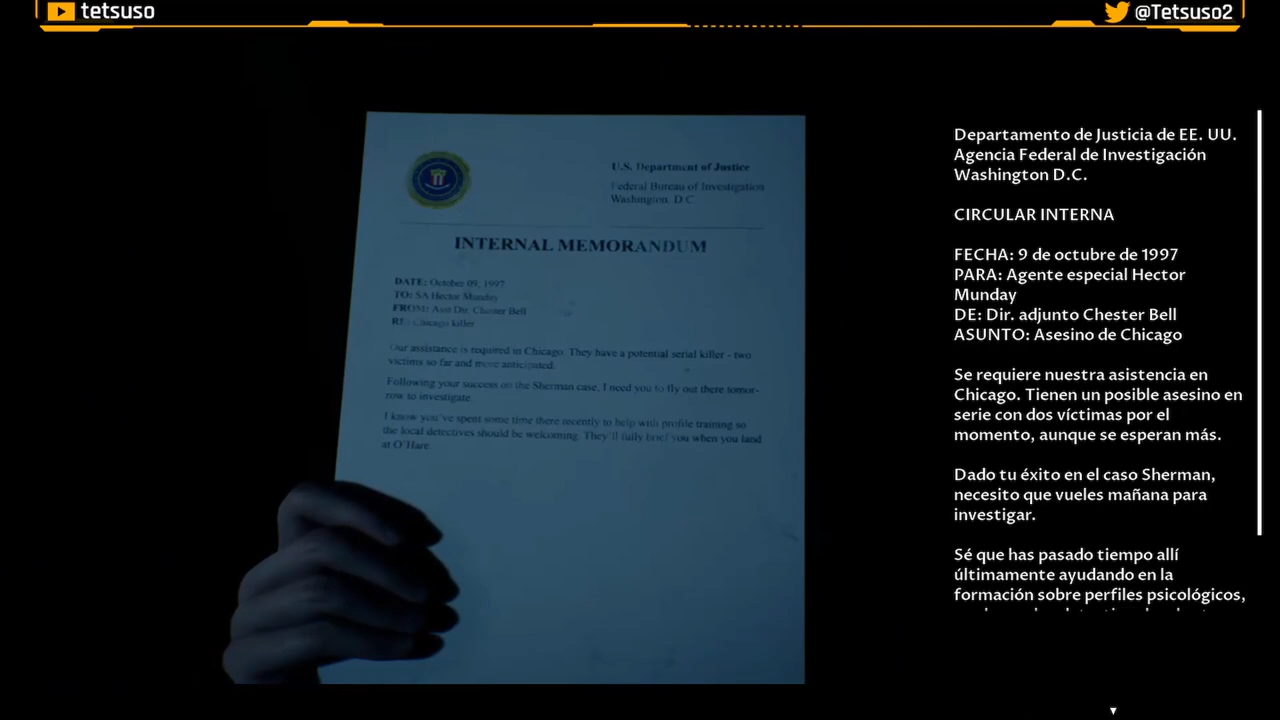 tetsuso
@Tetsuso2
U.S. Department of Justice
Federal Bureau of Investigation
Washington, D.C.
INTERNAL MEMORANDUM
DATE: October 09, 1997
TO: SA Hector Munday
FROM: Asst Dir. Chester Bell
RE: Chicago killer
Our assistance is required in Chicago. They have a potential serial killer - two
victims so far and more anticipated.
Following your success on the Sherman case, I need you to fly out there tomor-
row to investigate.
I know you've spent some time there recently to help with profile training so
the local detectives should be welcoming. They'll fully brief you when you land
at O'Hare.
Departamento de Justicia de EE. UU.
Agencia Federal de Investigación
Washington D.C.
CIRCULAR INTERNA
FECHA: 9 de octubre de 1997
PARA: Agente especial Hector
Munday
DE: Dir. adjunto Chester Bell
ASUNTO: Asesino de Chicago
Se requiere nuestra asistencia en
Chicago. Tienen un posible asesino en
serie con dos víctimas por el
momento, aunque se esperan más.
Dado tu éxito en el caso Sherman,
necesito que vueles mañana para
investigar.
Sé que has pasado tiempo allí
últimamente ayudando en la
formación sobre perfiles psicológicos,